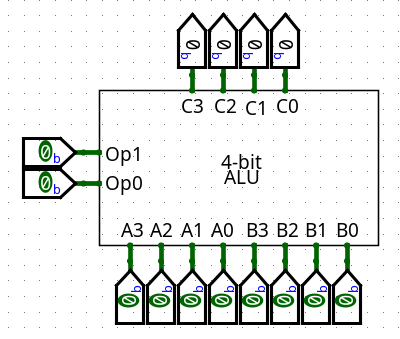 0 0 0 0
b b b b
C3 C2 C1 C0
0 b Op1
0 b Op0
4-bit
ALU
A3 A2 A1 A0 B3 B2 B1 B0
b b b b b b b b
0 0 0 0 0 0 0 0